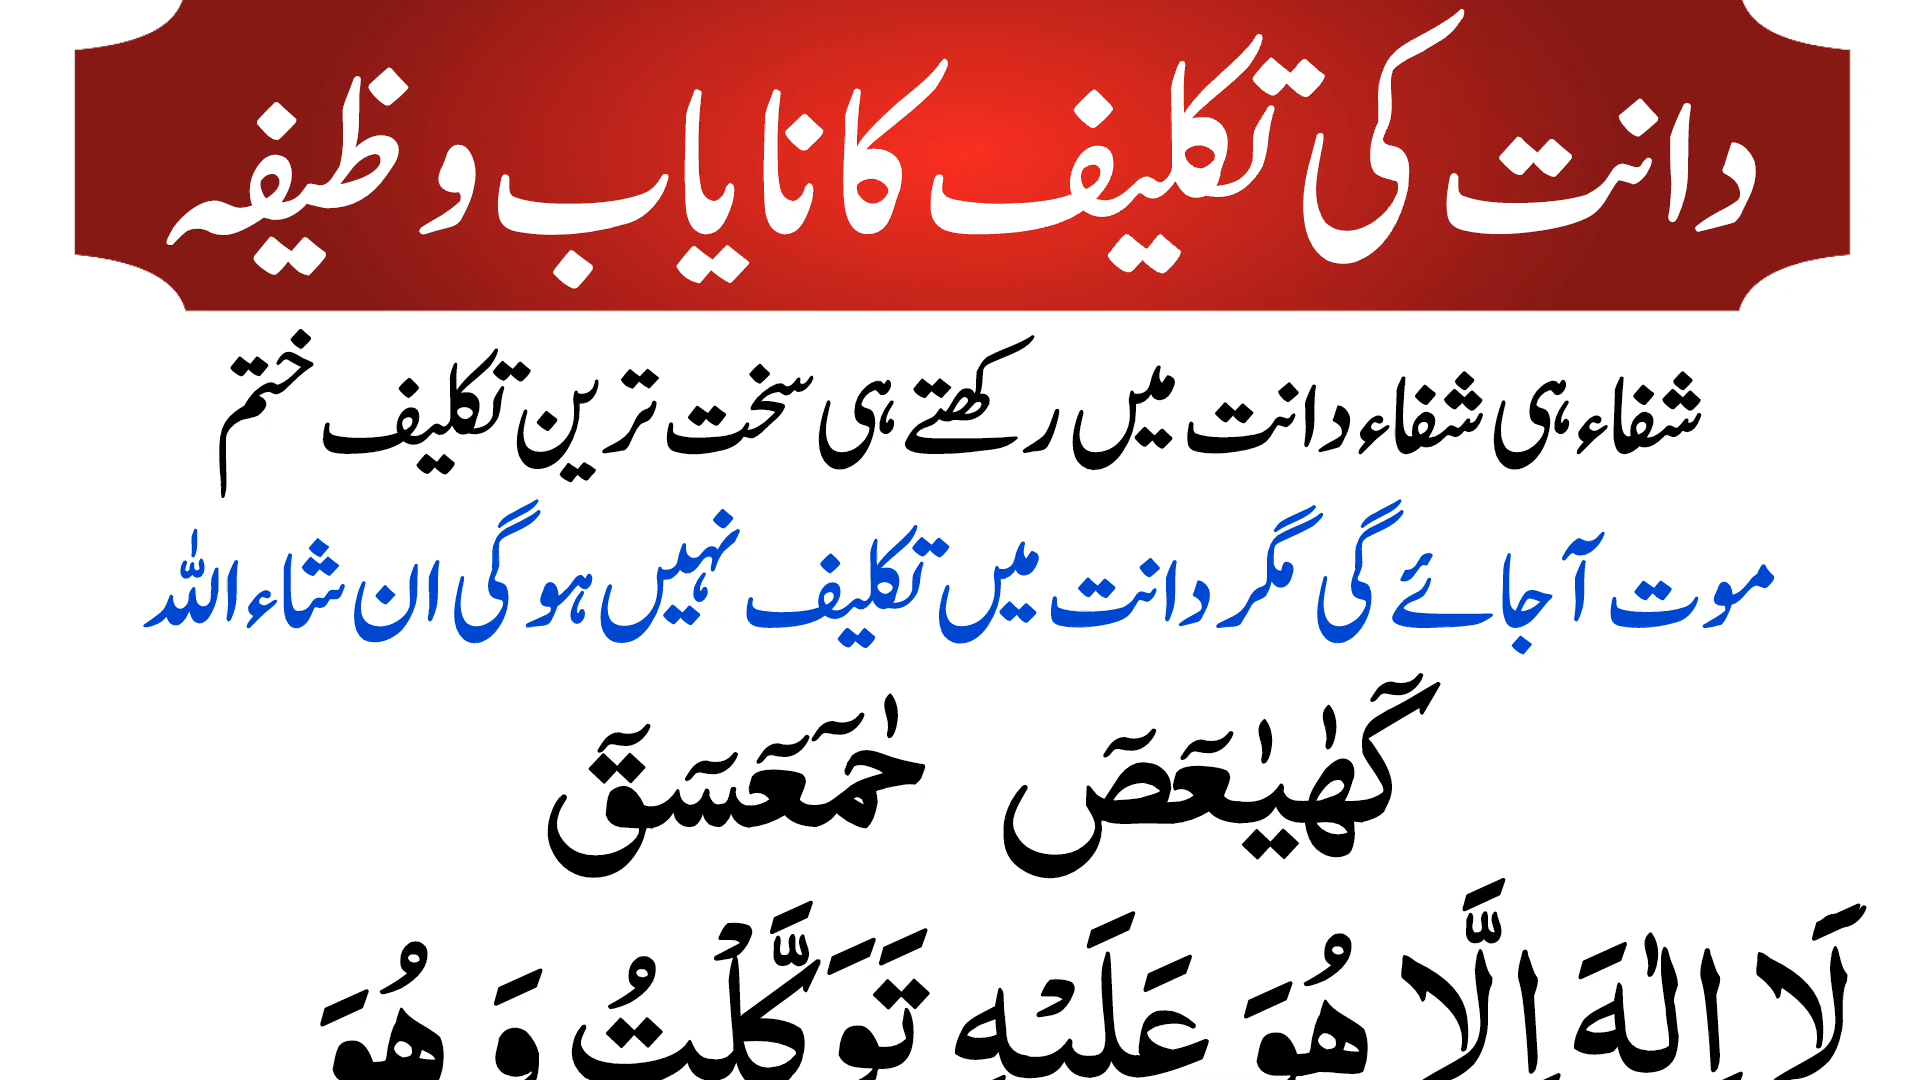 دانت کی تکلیف کا نایاب وظیفہ
شفاء ہی شفاء دانت میں رکھتے ہی سخت ترین تکلیف ختم
موت آ جائے گی مگر دانت میں تکلیف نہیں ہو گی ان شاء اللہ
كٓهٰيٰعٓصٓ حٰمٓعٓسٓقٓ
لَا اِلٰهَ اِلَّا هُوَ عَلَيْهِ تَوَكَّلْتُ وَ هُوَ